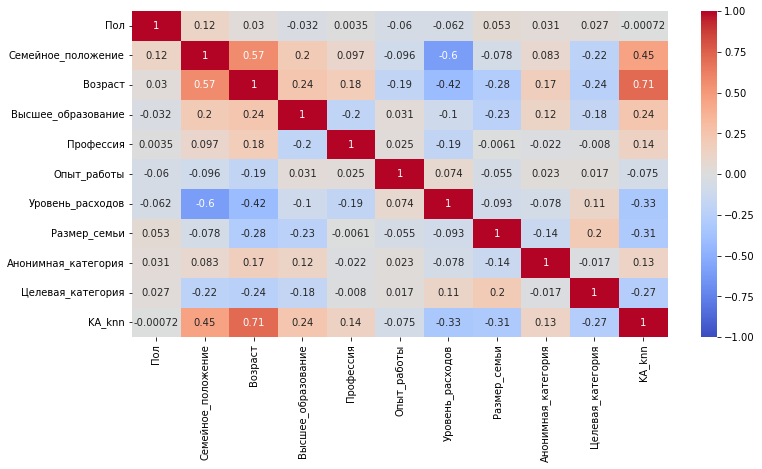 Пол 1 0.12 0.03 -0.032 0.0035 -0.06 -0.062 0.053 0.031 0.027 -0.00072
Семейное_положение 0.12 1 0.57 0.2 0.097 -0.096 -0.6 -0.078 0.083 -0.22 0.45
Возраст 0.03 0.57 1 0.24 0.18 -0.19 -0.42 -0.28 0.17 -0.24 0.71
Высшее_образование -0.032 0.2 0.24 1 -0.2 0.031 -0.1 -0.23 0.12 -0.18 0.24
Профессия 0.0035 0.097 0.18 -0.2 1 0.025 -0.19 -0.0061 -0.022 -0.008 0.14
Опыт_работы -0.06 -0.096 -0.19 0.031 0.025 1 0.074 -0.055 0.023 0.017 -0.075
Уровень_расходов -0.062 -0.6 -0.42 -0.1 -0.19 0.074 1 -0.093 -0.078 0.11 -0.33
Размер_семьи 0.053 -0.078 -0.28 -0.23 -0.0061 -0.055 -0.093 1 -0.14 0.2 -0.31
Анонимная_категория 0.031 0.083 0.17 0.12 -0.022 0.023 -0.078 -0.14 1 -0.017 0.13
Целевая_категория 0.027 -0.22 -0.24 -0.18 -0.008 0.017 0.11 0.2 -0.017 1 -0.27
KA_knn -0.00072 0.45 0.71 0.24 0.14 -0.075 -0.33 -0.31 0.13 -0.27 1
Пол
Семейное_положение
Возраст
Высшее_образование
Профессия
Опыт_работы
Уровень_расходов
Размер_семьи
Анонимная_категория
Целевая_категория
KA_knn
1.00
0.75
0.50
0.25
0.00
-0.25
-0.50
-0.75
-1.00